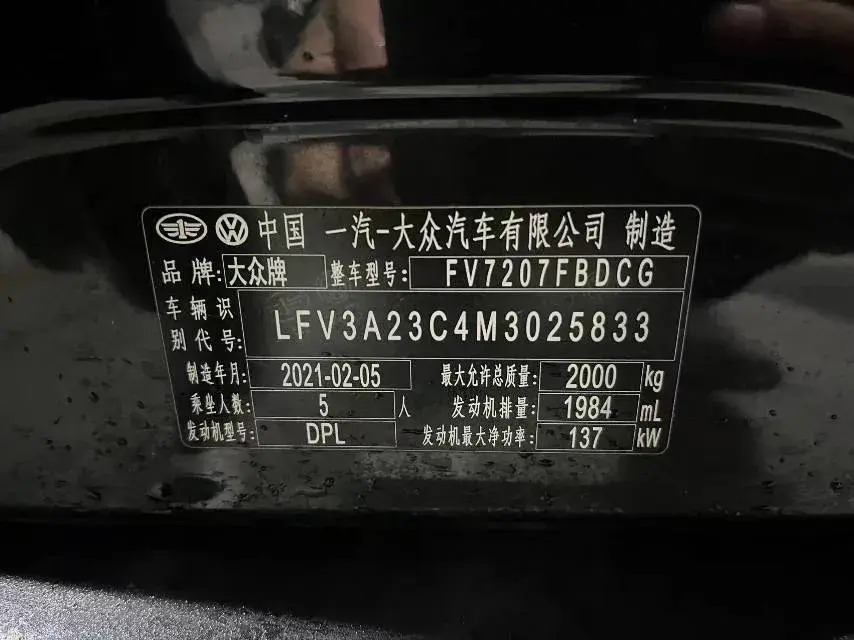 中国 一汽-大众汽车有限公司 制造
品牌: 大众牌 整车型号: FV7207FBDCG
车辆识别代号: LFV3A23C4M3025833
制造年月: 2021-02-05 最大允许总质量: 2000 kg
乘坐人数: 5 人 发动机排量: 1984 mL
发动机型号: DPL 发动机最大净功率: 137 kW